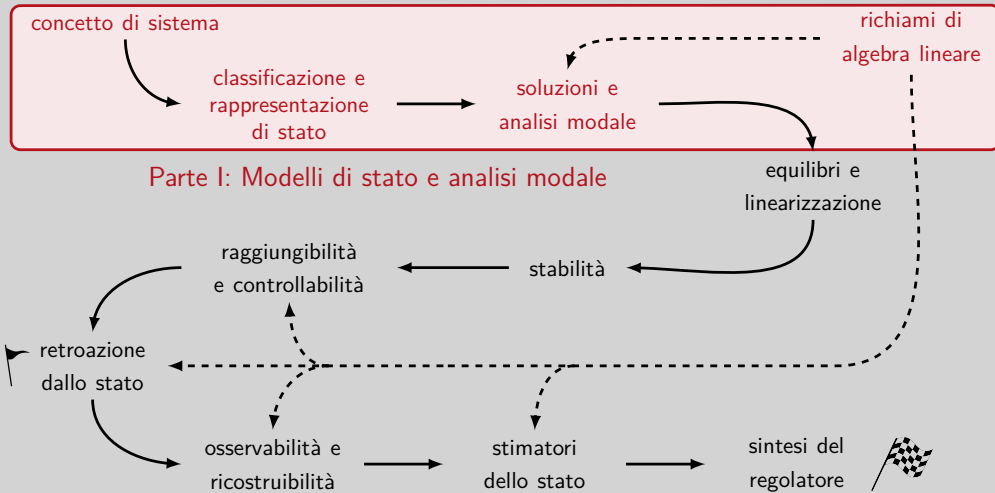 concetto di sistema
richiami di
algebra lineare
classificazione e
rappresentazione
di stato
soluzioni e
analisi modale
Parte I: Modelli di stato e analisi modale
equilibri e
linearizzazione
raggiungibilità
e controllabilità
stabilità
retroazione
dallo stato
osservabilità e
ricostruibilità
stimatori
dello stato
sintesi del
regolatore